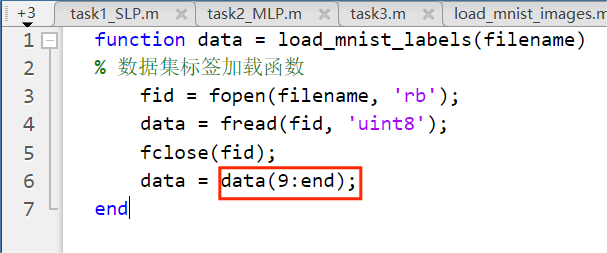 +3 task1_SLP.m task2_MLP.m task3.m load_mnist_images.m
1 function data = load_mnist_labels(filename)
2 % 数据集标签加载函数
3 fid = fopen(filename, 'rb');
4 data = fread(fid, 'uint8');
5 fclose(fid);
6 data = data(9:end);
7 end